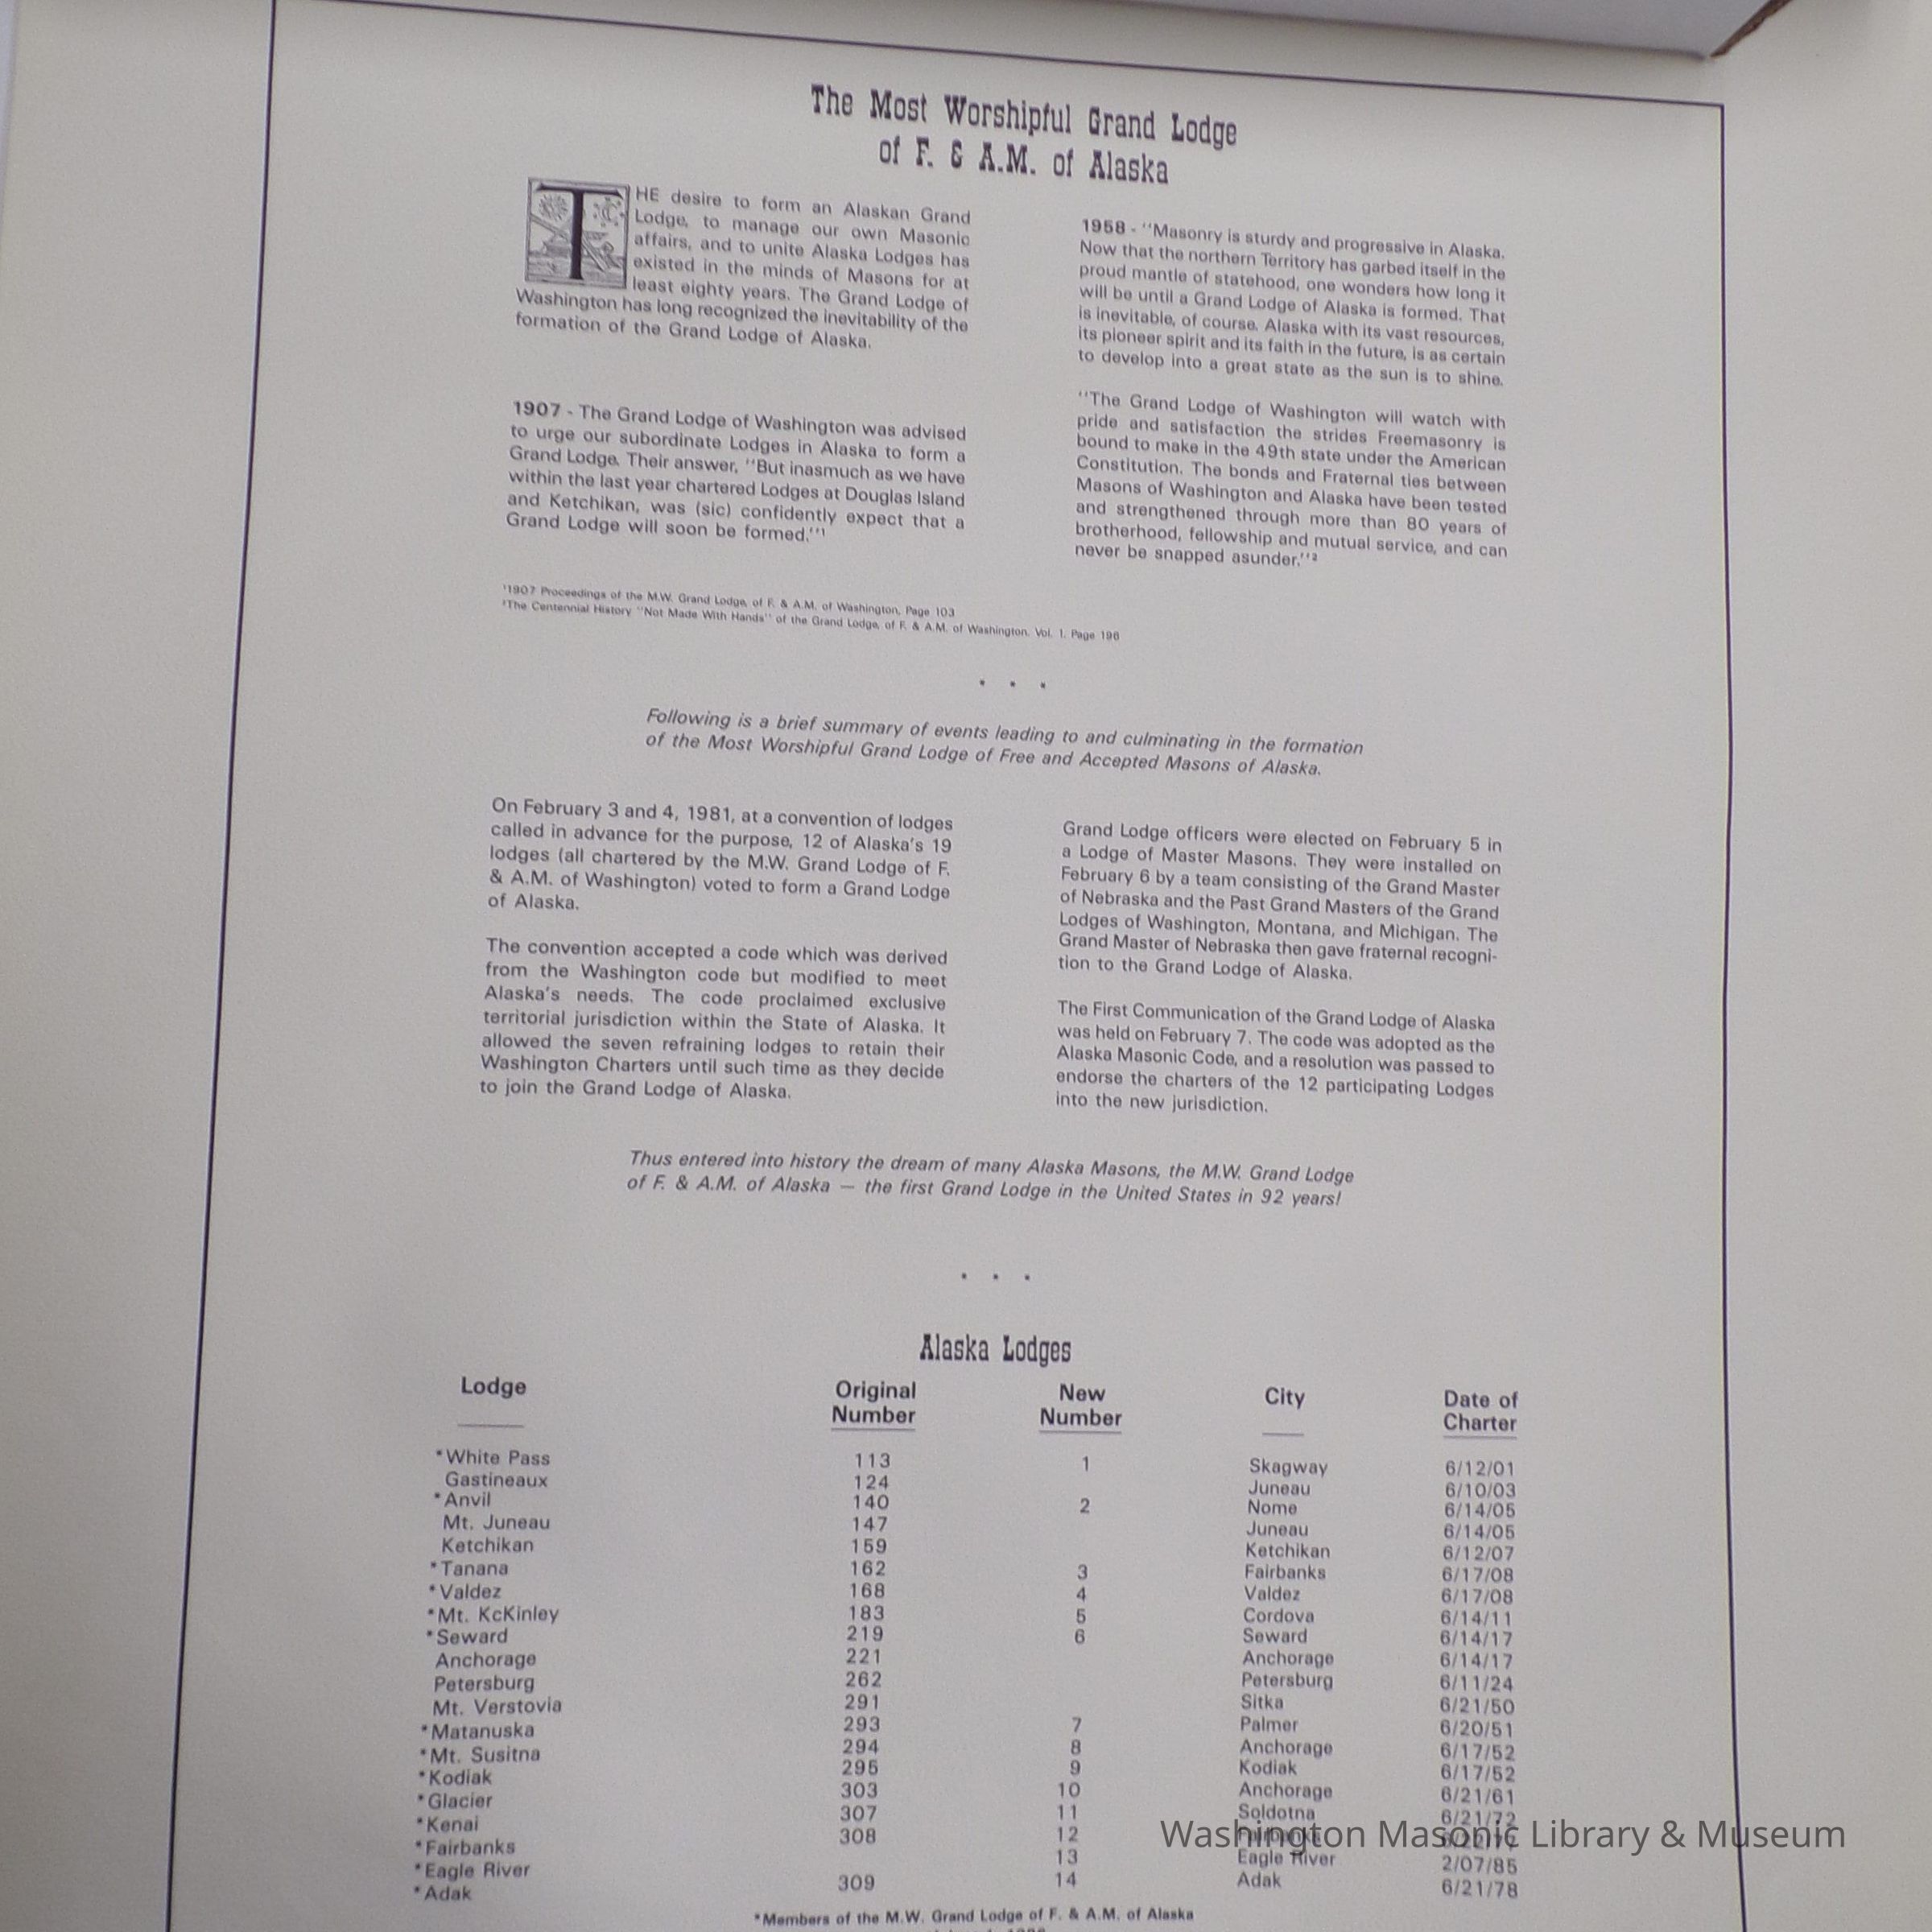 The Most Worshipful Grand Lodge
of F. & A.M. of Alaska
THE desire to form an Alaskan Grand
Lodge, to manage our own Masonic
affairs, and to unite Alaska Lodges has
existed in the minds of Masons for at
least eighty years. The Grand Lodge of
Washington has long recognized the inevitability of the
formation of the Grand Lodge of Alaska.
1907 - The Grand Lodge of Washington was advised
to urge our subordinate Lodges in Alaska to form a
Grand Lodge. Their answer, ''But inasmuch as we have
within the last year chartered Lodges at Douglas Island
and Ketchikan, was (sic) confidently expect that a
Grand Lodge will soon be formed.''¹
1958 - ''Masonry is sturdy and progressive in Alaska.
Now that the northern Territory has garbed itself in the
proud mantle of statehood, one wonders how long it
will be until a Grand Lodge of Alaska is formed. That
is inevitable, of course. Alaska with its vast resources,
its pioneer spirit and its faith in the future, is as certain
to develop into a great state as the sun is to shine.
''The Grand Lodge of Washington will watch with
pride and satisfaction the strides Freemasonry is
bound to make in the 49th state under the American
Constitution. The bonds and Fraternal ties between
Masons of Washington and Alaska have been tested
and strengthened through more than 80 years of
brotherhood, fellowship and mutual service, and can
never be snapped asunder.''²
¹1907 Proceedings of the M.W. Grand Lodge, of F. & A.M. of Washington, Page 103
²The Centennial History ''Not Made With Hands'' of the Grand Lodge, of F. & A.M. of Washington. Vol. 1. Page 196
. . .
Following is a brief summary of events leading to and culminating in the formation
of the Most Worshipful Grand Lodge of Free and Accepted Masons of Alaska.
On February 3 and 4, 1981, at a convention of lodges
called in advance for the purpose, 12 of Alaska's 19
lodges (all chartered by the M.W. Grand Lodge of F.
& A.M. of Washington) voted to form a Grand Lodge
of Alaska.
The convention accepted a code which was derived
from the Washington code but modified to meet
Alaska's needs. The code proclaimed exclusive
territorial jurisdiction within the State of Alaska. It
allowed the seven refraining lodges to retain their
Washington Charters until such time as they decide
to join the Grand Lodge of Alaska.
Grand Lodge officers were elected on February 5 in
a Lodge of Master Masons. They were installed on
February 6 by a team consisting of the Grand Master
of Nebraska and the Past Grand Masters of the Grand
Lodges of Washington, Montana, and Michigan. The
Grand Master of Nebraska then gave fraternal recogni-
tion to the Grand Lodge of Alaska.
The First Communication of the Grand Lodge of Alaska
was held on February 7. The code was adopted as the
Alaska Masonic Code, and a resolution was passed to
endorse the charters of the 12 participating Lodges
into the new jurisdiction.
Thus entered into history the dream of many Alaska Masons, the M.W. Grand Lodge
of F. & A.M. of Alaska — the first Grand Lodge in the United States in 92 years!
. . .
Alaska Lodges
Lodge Original Number New Number City Date of Charter
*White Pass 113 1 Skagway 6/12/01
Gastineaux 124 Juneau 6/10/03
*Anvil 140 2 Nome 6/14/05
Mt. Juneau 147 Juneau 6/14/05
Ketchikan 159 Ketchikan 6/12/07
*Tanana 162 3 Fairbanks 6/17/08
*Valdez 168 4 Valdez 6/17/08
*Mt. KcKinley 183 5 Cordova 6/14/11
*Seward 219 6 Seward 6/14/17
Anchorage 221 Anchorage 6/14/17
Petersburg 262 Petersburg 6/11/24
Mt. Verstovia 291 Sitka 6/21/50
*Matanuska 293 7 Palmer 6/20/51
*Mt. Susitna 294 8 Anchorage 6/17/52
*Kodiak 295 9 Kodiak 6/17/52
*Glacier 303 10 Anchorage 6/21/61
*Kenai 307 11 Soldotna 6/21/72
*Fairbanks 308 12
*Eagle River 13 Eagle River 2/07/85
*Adak 309 14 Adak 6/21/78
*Members of the M.W. Grand Lodge of F. & A.M. of Alaska
Washington Masonic Library & Museum